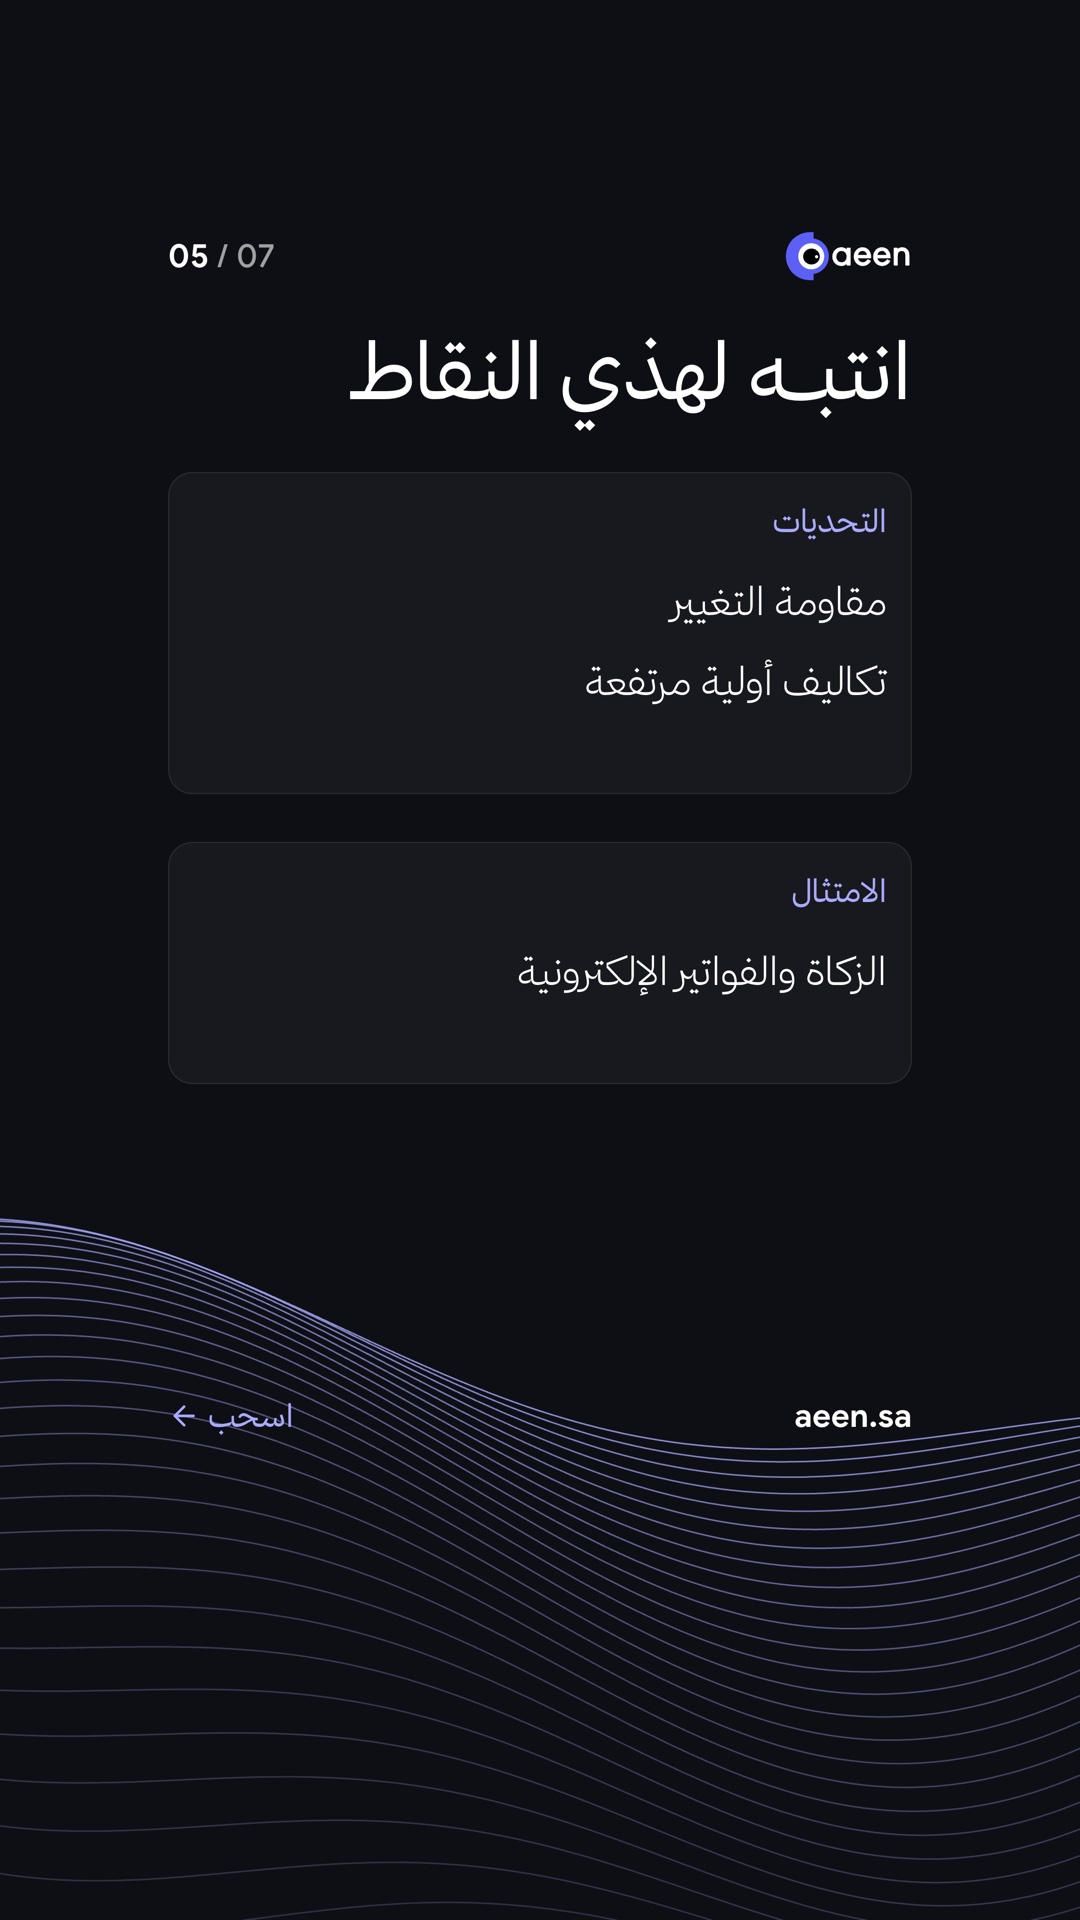 aeen
05 / 07
انتبـه لهذي النقاط
التحديات
مقاومة التغيير
تكاليف أولية مرتفعة
الامتثال
الزكاة والفواتير الإلكترونية
aeen.sa
اسحب ←